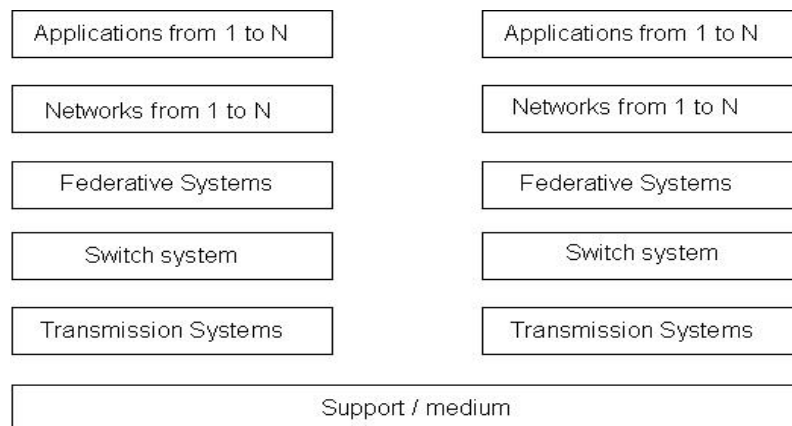 Applications from 1 to N
Applications from 1 to N
Networks from 1 to N
Networks from 1 to N
Federative Systems
Federative Systems
Switch system
Switch system
Transmission Systems
Transmission Systems
Support / medium